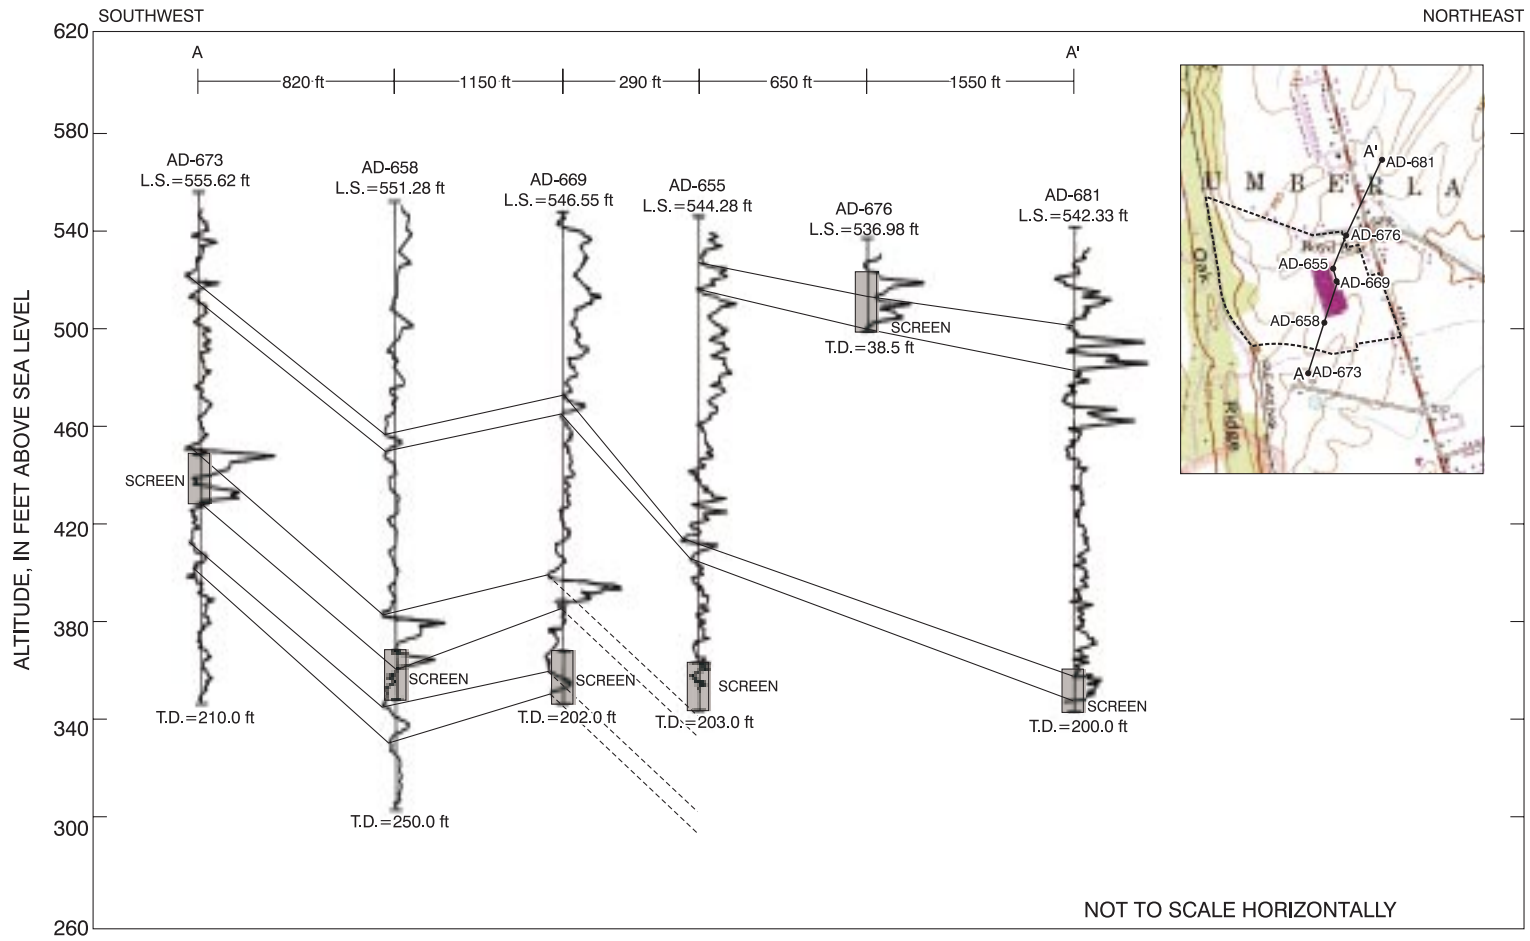 SOUTHWEST
NORTHEAST
620
A
A'
820 ft
1150 ft
290 ft
650 ft
1550 ft
580
AD-673
L.S.=555.62 ft
AD-658
L.S.=551.28 ft
AD-669
L.S.=546.55 ft
AD-655
L.S.=544.28 ft
AD-676
L.S.=536.98 ft
AD-681
L.S.=542.33 ft
540
500
SCREEN
T.D.=38.5 ft
460
SCREEN
420
380
SCREEN
SCREEN
SCREEN
SCREEN
T.D.=210.0 ft
T.D.=202.0 ft
T.D.=203.0 ft
T.D.=200.0 ft
340
T.D.=250.0 ft
300
260
ALTITUDE, IN FEET ABOVE SEA LEVEL
NOT TO SCALE HORIZONTALLY
A'
AD-681
U M B E R L A
AD-676
AD-655
AD-669
AD-658
A
AD-673
Oak
Ridge